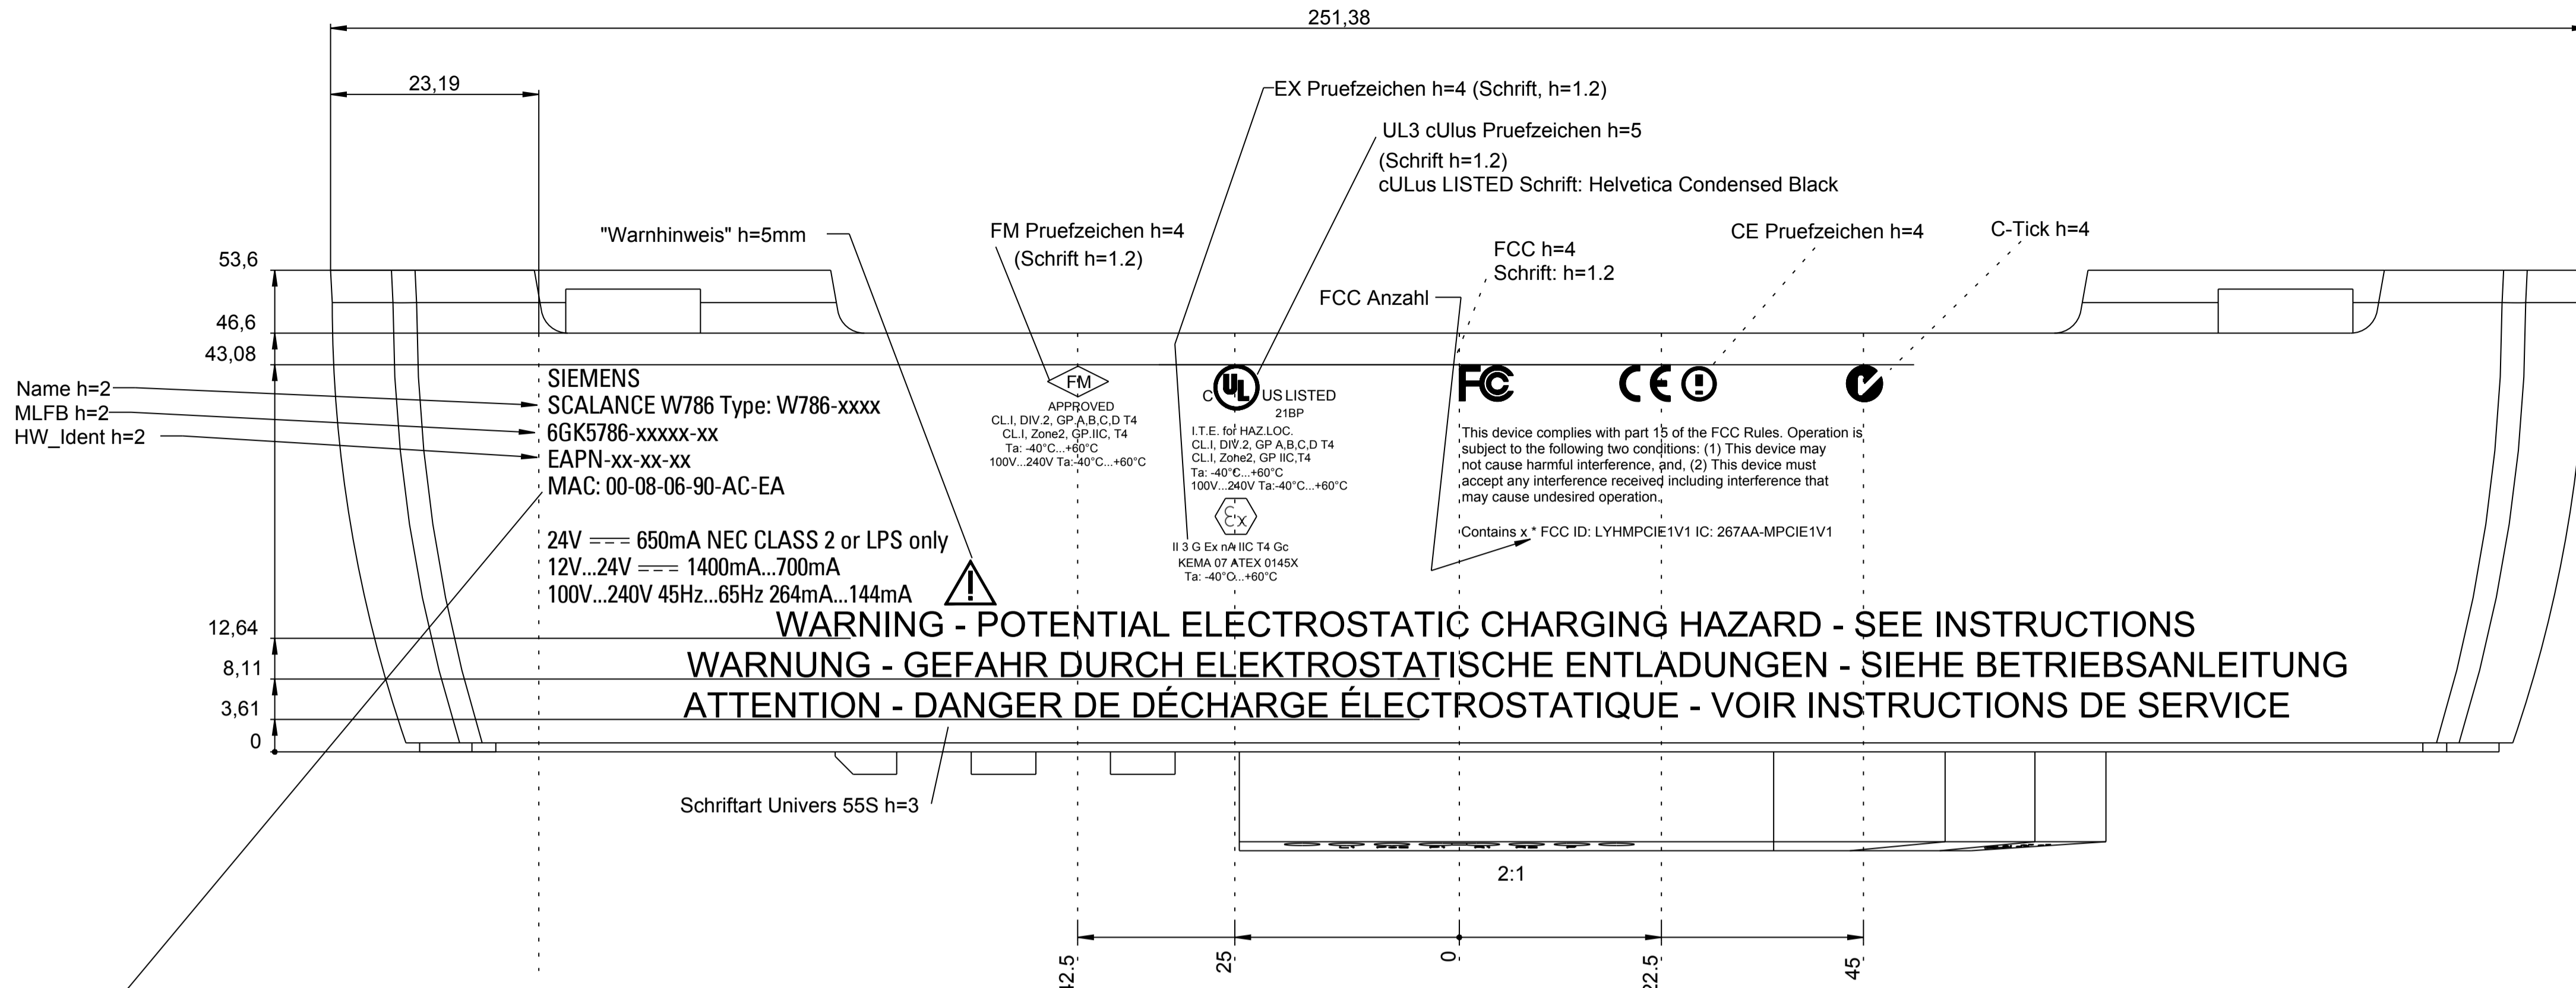 251,38
23,19
EX Pruefzeichen h=4 (Schrift, h=1.2)
UL3 cUlus Pruefzeichen h=5
(Schrift h=1.2)
cULus LISTED Schrift: Helvetica Condensed Black
"Warnhinweis" h=5mm
FM Pruefzeichen h=4
(Schrift h=1.2)
FCC h=4
Schrift: h=1.2
CE Pruefzeichen h=4
C-Tick h=4
FCC Anzahl
53,6
46,6
43,08
12,64
8,11
3,61
0
Name h=2
MLFB h=2
HW_Ident h=2
SIEMENS
SCALANCE W786 Type: W786-xxxx
6GK5786-xxxxx-xx
EAPN-xx-xx-xx
MAC: 00-08-06-90-AC-EA
24V 650mA NEC CLASS 2 or LPS only
12V...24V 1400mA...700mA
100V...240V 45Hz...65Hz 264mA...144mA
FM
APPROVED
CL.I, DIV.2, GP.A,B,C,D T4
CL.I, Zone2, GP.IIC, T4
Ta: -40°C...+60°C
100V...240V Ta:-40°C...+60°C
C UL US LISTED
21BP
I.T.E. for HAZ.LOC.
CL.I, DIV.2, GP A,B,C,D T4
CL.I, Zone2, GP IIC,T4
Ta: -40°C...+60°C
100V...240V Ta:-40°C...+60°C
εx
II 3 G Ex nA IIC T4 Gc
KEMA 07 ATEX 0145X
Ta: -40°C...+60°C
FC
CE
This device complies with part 15 of the FCC Rules. Operation is
subject to the following two conditions: (1) This device may
not cause harmful interference, and, (2) This device must
accept any interference received including interference that
may cause undesired operation.
Contains x * FCC ID: LYHMPCIE1V1 IC: 267AA-MPCIE1V1
WARNING - POTENTIAL ELECTROSTATIC CHARGING HAZARD - SEE INSTRUCTIONS
WARNUNG - GEFAHR DURCH ELEKTROSTATISCHE ENTLADUNGEN - SIEHE BETRIEBSANLEITUNG
ATTENTION - DANGER DE DÉCHARGE ÉLECTROSTATIQUE - VOIR INSTRUCTIONS DE SERVICE
Schriftart Univers 55S h=3
2:1
42.5
25
0
22.5
45